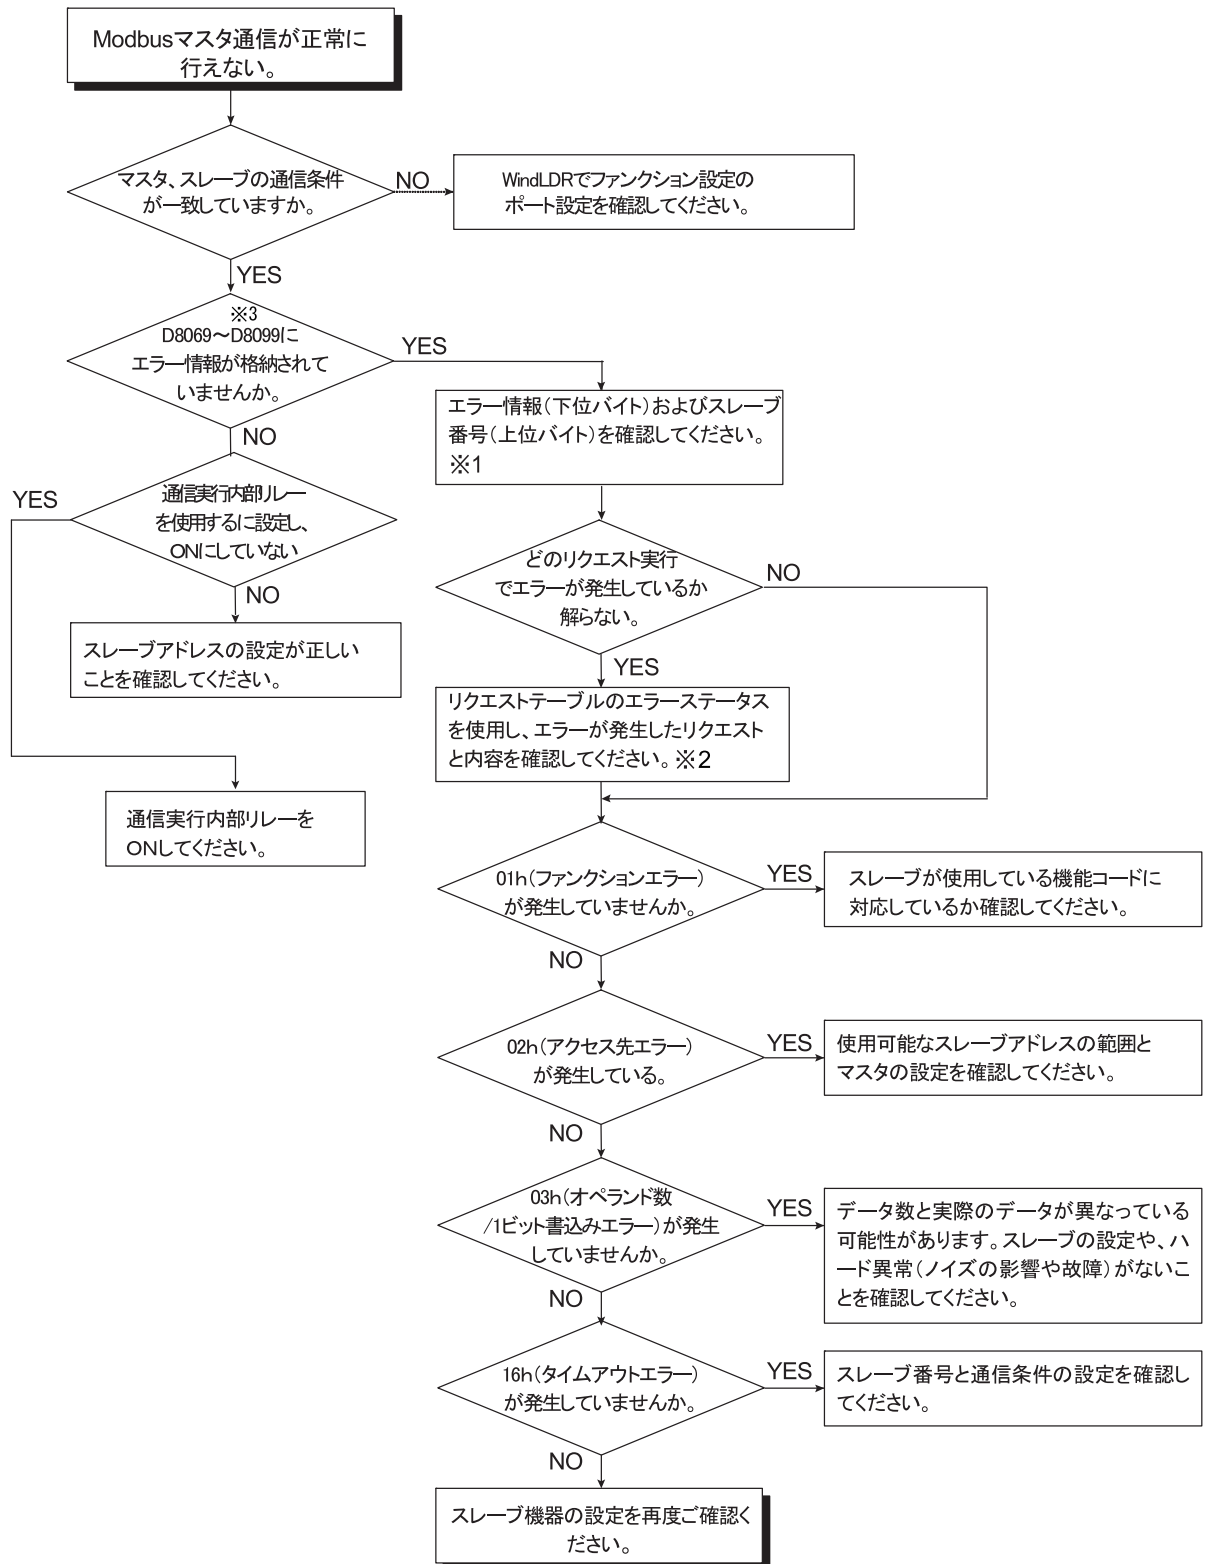 Modbusマスタ通信が正常に
行えない。
マスタ、スレーブの通信条件
が一致していますか。
NO
WindLDRでファンクション設定の
ポート設定を確認してください。
YES
※3
D8069～D8099に
エラー情報が格納されて
いませんか。
YES
エラー情報（下位バイト）およびスレーブ
番号（上位バイト）を確認してください。
※1
NO
通信実行内部リレー
を使用するに設定し、
ONにしていない
YES
NO
スレーブアドレスの設定が正しい
ことを確認してください。
通信実行内部リレーを
ONしてください。
どのリクエスト実行
でエラーが発生しているか
解らない。
NO
YES
リクエストテーブルのエラーステータス
を使用し、エラーが発生したリクエスト
と内容を確認してください。※2
01h（ファンクションエラー）
が発生していませんか。
YES
スレーブが使用している機能コードに
対応しているか確認してください。
NO
02h（アクセス先エラー）
が発生している。
YES
使用可能なスレーブアドレスの範囲と
マスタの設定を確認してください。
NO
03h（オペランド数
/1ビット書込みエラー）が発生
していませんか。
YES
データ数と実際のデータが異なっている
可能性があります。スレーブの設定や、ハ
ード異常（ノイズの影響や故障）がないこ
とを確認してください。
NO
16h（タイムアウトエラー）
が発生していませんか。
YES
スレーブ番号と通信条件の設定を確認し
てください。
NO
スレーブ機器の設定を再度ご確認く
ださい。